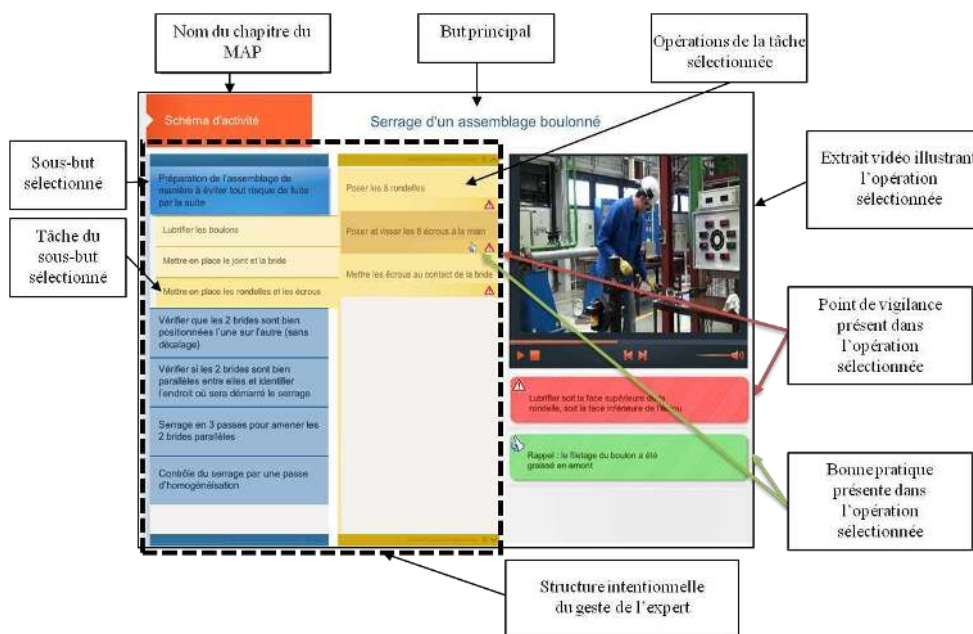 Nom du chapitre du
MAP
But principal
Opérations de la tâche
sélectionnée
Schéma d'activité
Serrage d'un assemblage boulonné
Sous-but
sélectionné
Préparation de l'assemblage de
manière à éviter tout risque de fuite
par la suite
Lubrifier les boulons
Mettre en place le joint et la bride
Mettre en place les rondelles et les écrous
Tâche du
sous-but
sélectionné
Vérifier que les 2 brides sont bien
positionnées l'une sur l'autre (sans
décalage)
Vérifier si les 2 brides sont bien
parallèles entre elles et identifier
l'endroit où sera démarré le serrage
Serrage en 3 passes pour amener les
2 brides parallèles
Contrôle du serrage par une passe
d'homogénéisation
Poser les 8 rondelles
Poser et visser les 8 écrous à la main
Mettre les écrous au contact de la bride
Extrait vidéo illustrant
l'opération
sélectionnée
Point de vigilance
présent dans
l'opération
sélectionnée
Lubrifier soit la face supérieure de la
rondelle, soit la face inférieure de l'écrou
Rappel : le filetage du boulon a été
graissé en amont
Bonne pratique
présente dans
l'opération
sélectionnée
Structure intentionnelle
du geste de l'expert